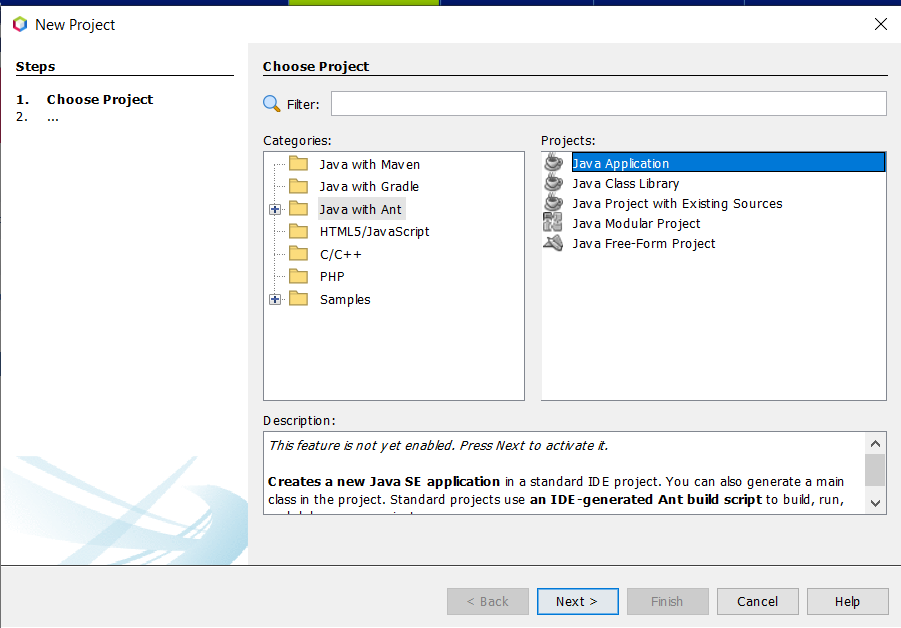 New Project
Steps
1. Choose Project
2. ...
Choose Project
Filter:
Categories:
Java with Maven
Java with Gradle
Java with Ant
HTML5/JavaScript
C/C++
PHP
Samples
Projects:
Java Application
Java Class Library
Java Project with Existing Sources
Java Modular Project
Java Free-Form Project
Description:
This feature is not yet enabled. Press Next to activate it.
Creates a new Java SE application in a standard IDE project. You can also generate a main
class in the project. Standard projects use an IDE-generated Ant build script to build, run,
< Back
Next >
Finish
Cancel
Help